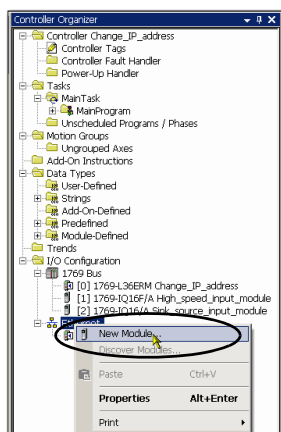 Controller Organizer
Controller Change_IP_address
Controller Tags
Controller Fault Handler
Power-Up Handler
Tasks
MainTask
MainProgram
Unscheduled Programs / Phases
Motion Groups
Ungrouped Axes
Add-On Instructions
Data Types
User-Defined
Strings
Add-On-Defined
Predefined
Module-Defined
Trends
I/O Configuration
1769 Bus
[0] 1769-L36ERM Change_IP_address
[1] 1769-IQ16F/A High_speed_input_module
[2] 1769-IQ16/A Sink_source_input_module
New Module...
Discover Modules...
Paste Ctrl+V
Properties Alt+Enter
Print